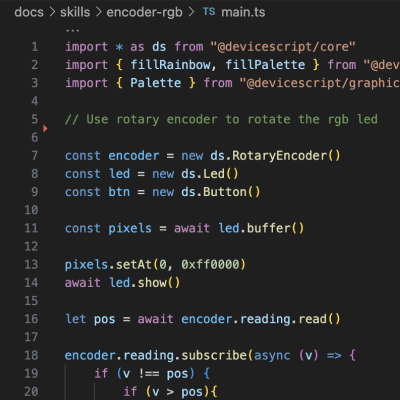 docs > skills > encoder-rgb > TS main.ts
...
1 import * as ds from "@devicescript/core"
2 import { fillRainbow, fillPalette } from "@dev
3 import { Palette } from "@devicescript/graphic
4
5 // Use rotary encoder to rotate the rgb led
6
7 const encoder = new ds.RotaryEncoder()
8 const led = new ds.Led()
9 const btn = new ds.Button()
10
11 const pixels = await led.buffer()
12
13 pixels.setAt(0, 0xff0000)
14 await led.show()
15
16 let pos = await encoder.reading.read()
17
18 encoder.reading.subscribe(async (v) => {
19 if (v !== pos) {
20 if (v > pos){